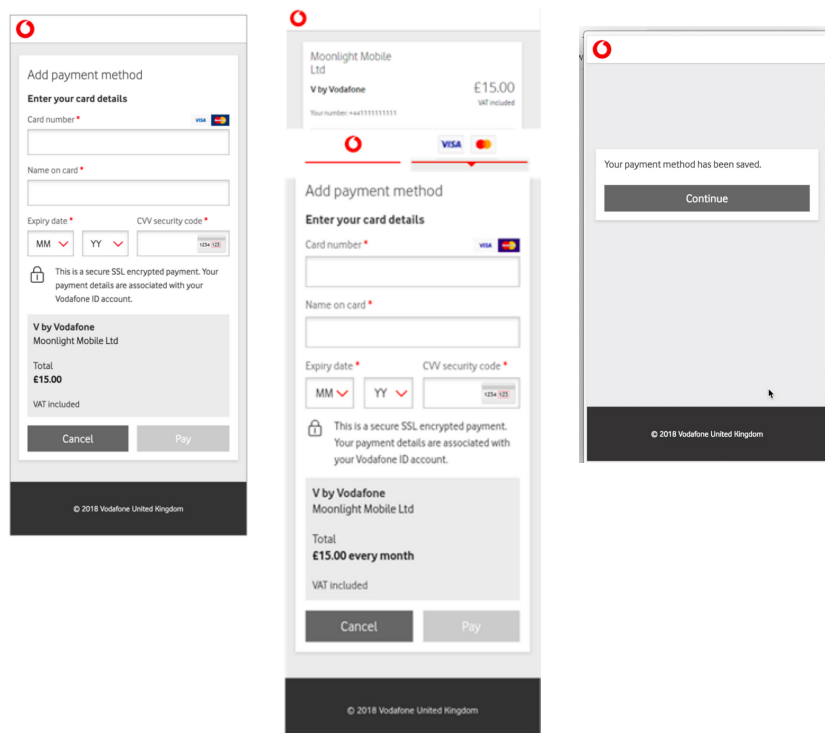 Add payment method
Enter your card details
Card number *
VISA
Name on card *
Expiry date *
CVV security code *
MM
YY
1234 123
This is a secure SSL encrypted payment. Your
payment details are associated with your
Vodafone ID account.
V by Vodafone
Moonlight Mobile Ltd
Total
£15.00
VAT included
Cancel
Pay
© 2018 Vodafone United Kingdom
Moonlight Mobile
Ltd
V by Vodafone
£15.00
VAT included
Your number: +441111111111
VISA
Add payment method
Enter your card details
Card number *
VISA
Name on card *
Expiry date *
CVV security code *
MM
YY
1234 123
This is a secure SSL encrypted payment.
Your payment details are associated with
your Vodafone ID account.
V by Vodafone
Moonlight Mobile Ltd
Total
£15.00 every month
VAT included
Cancel
Pay
© 2018 Vodafone United Kingdom
Your payment method has been saved.
Continue
© 2018 Vodafone United Kingdom